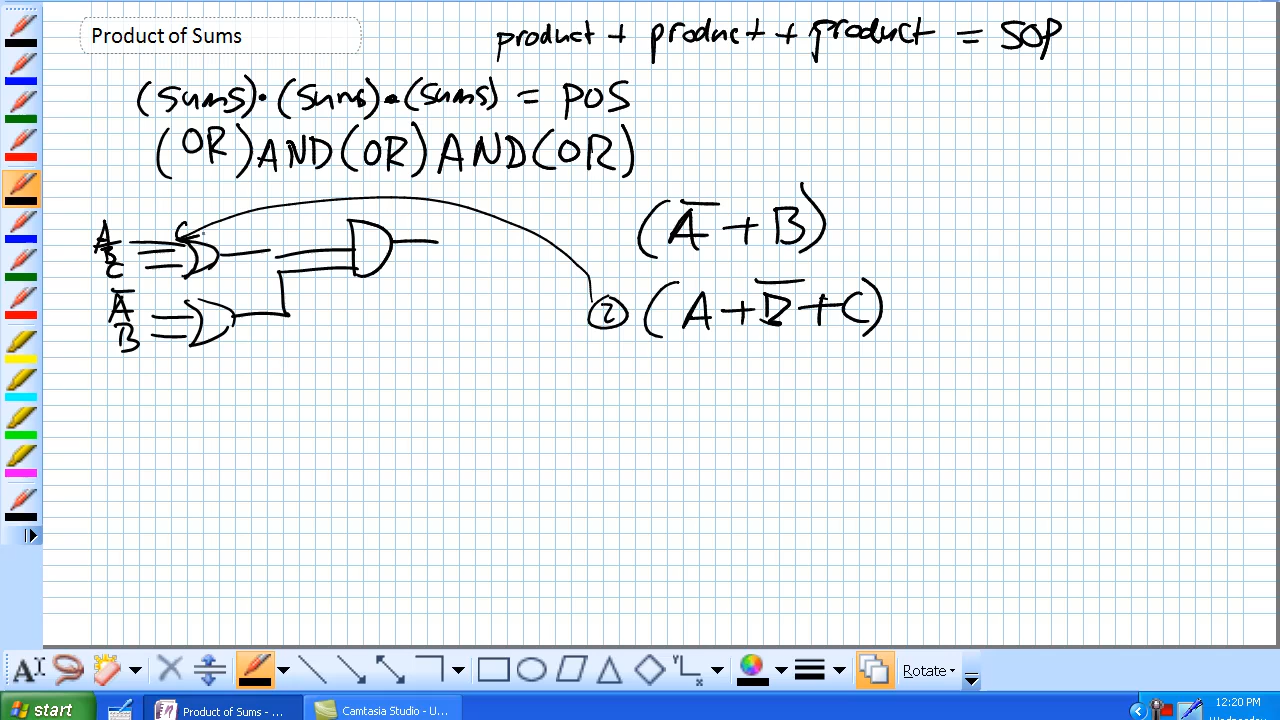 Product of Sums
product + product + product = SOP
(sums)·(sums)·(sums) = POS
(OR)AND(OR)AND(OR)
A
B̅
C
A̅
B
(A̅ + B)
② (A + B̅ + C)
A
Rotate
start
Product of Sums - ...
Camtasia Studio - U...
12:20 PM
Wednesday